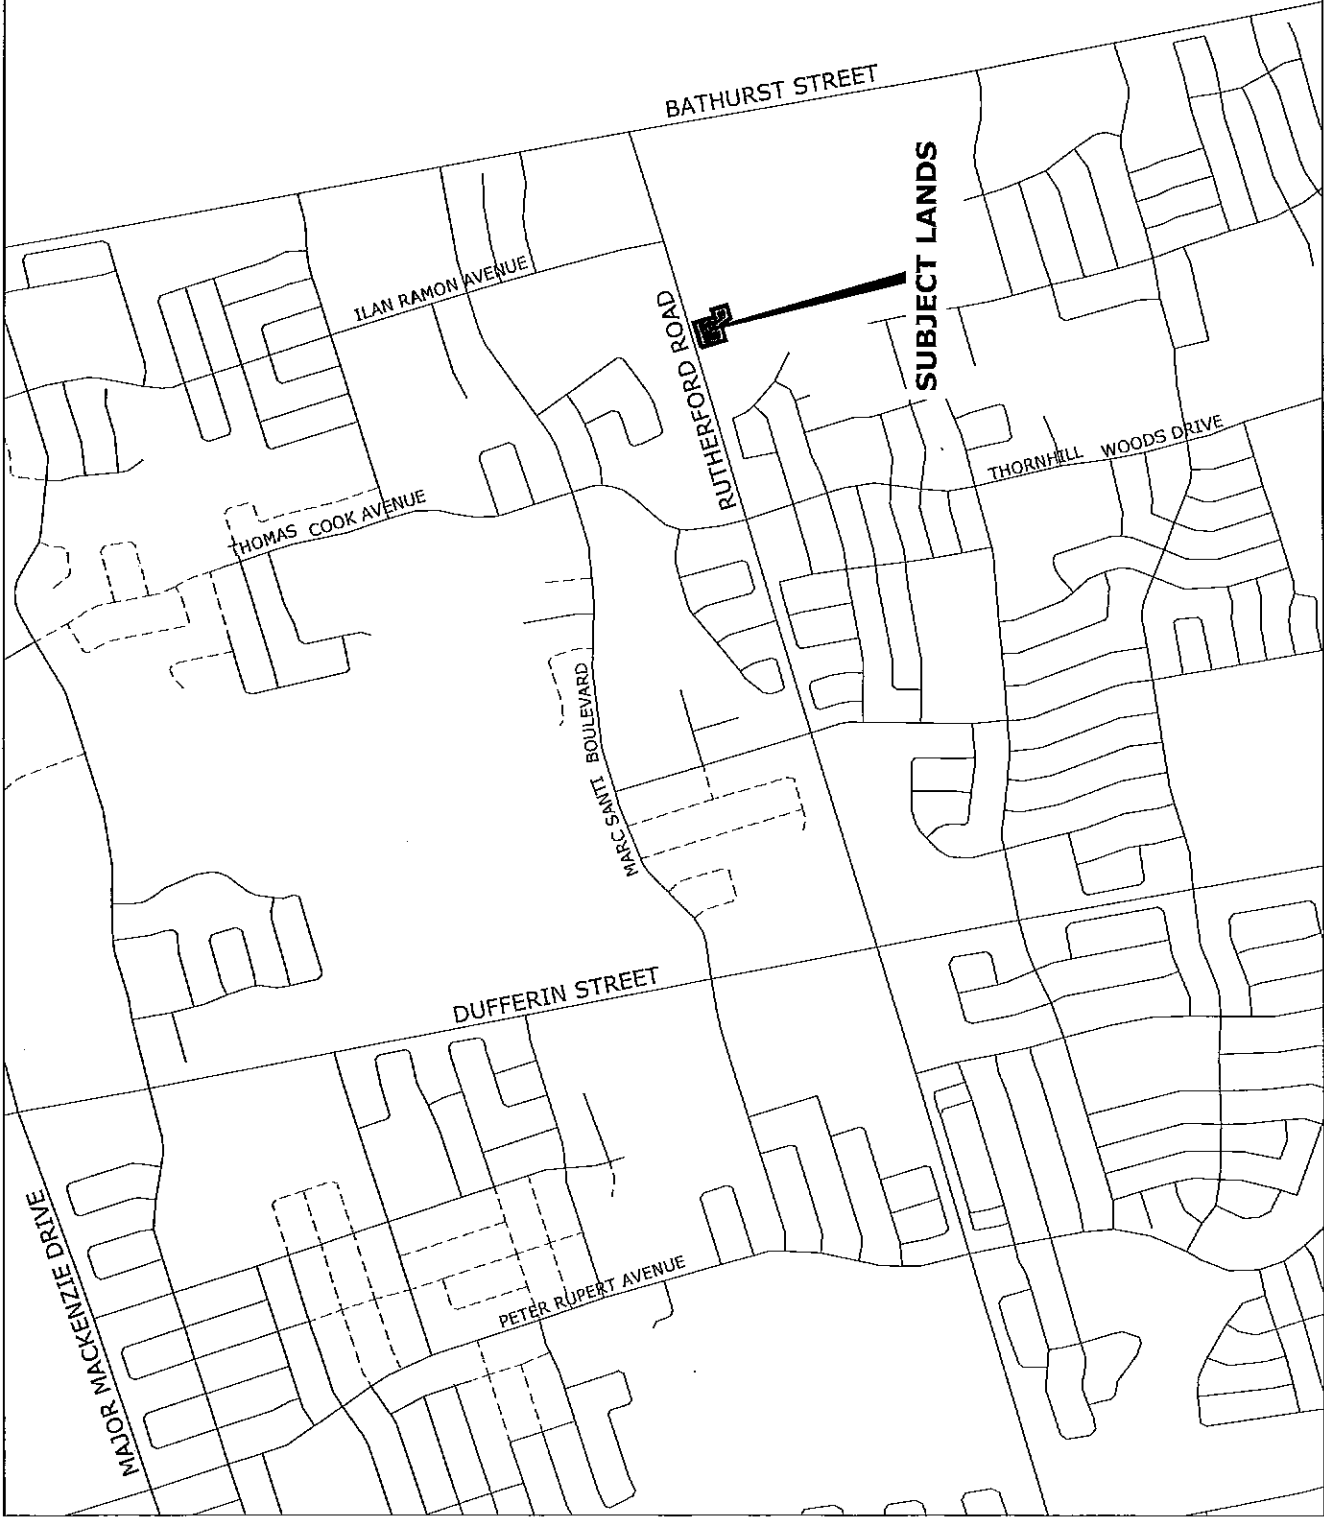 BATHURST STREET
SUBJECT LANDS
ILAN RAMON AVENUE
RUTHERFORD ROAD
THORNHILL WOODS DRIVE
THOMAS COOK AVENUE
MARC SANTI BOULEVARD
DUFFERIN STREET
MAJOR MACKENZIE DRIVE
PETER RUPERT AVENUE